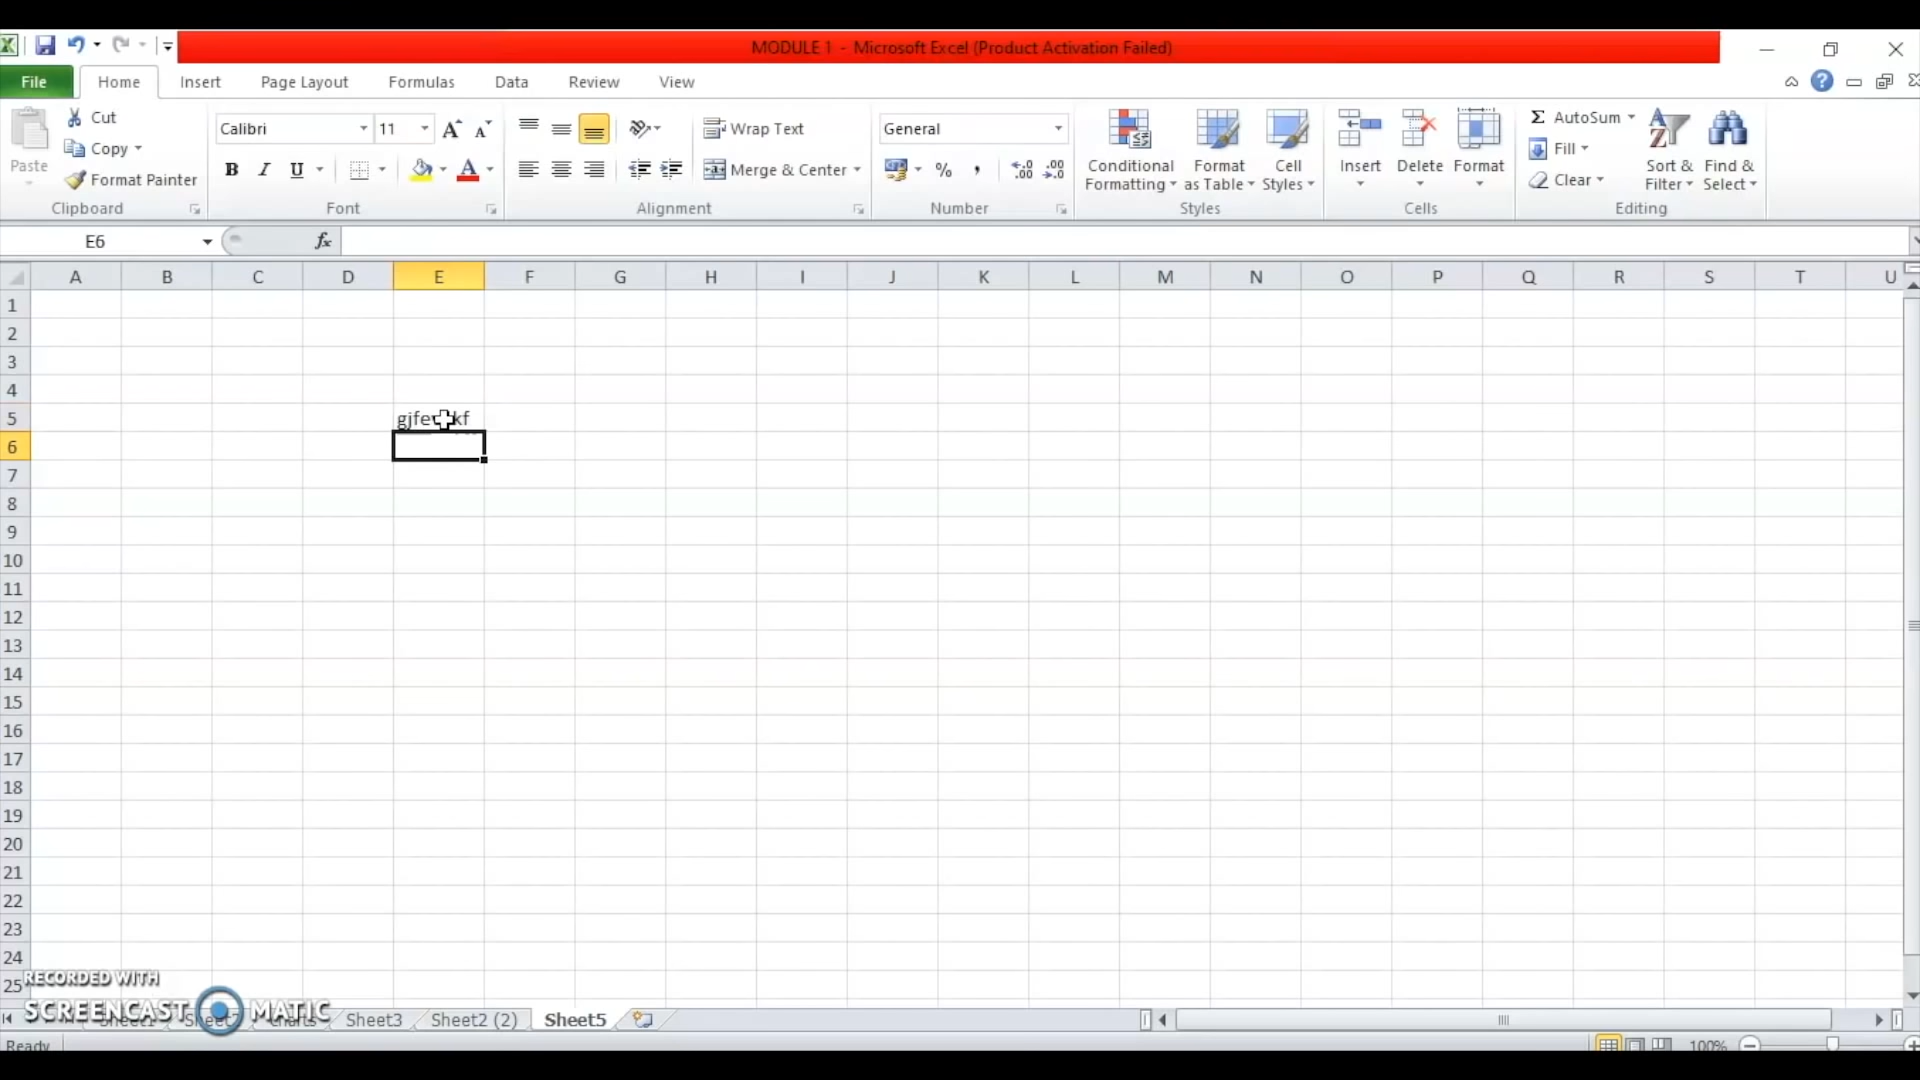 MODULE 1 - Microsoft Excel (Product Activation Failed)
File Home Insert Page Layout Formulas Data Review View
Paste
Cut
Copy
Format Painter
Clipboard
Calibri 11
B I U
Font
Wrap Text
Merge & Center
Alignment
General
% ,
Number
Conditional Formatting
Format as Table
Cell Styles
Styles
Insert Delete Format
Cells
Σ AutoSum
Fill
Clear
Sort & Filter
Find & Select
Editing
E6 fx
A B C D E F G H I J K L M N O P Q R S T U
1
2
3
4
5
6
7
8
9
10
11
12
13
14
15
16
17
18
19
20
21
22
23
24
25
RECORDED WITH
SCREENCAST MATIC
Sheet3 Sheet2 (2) Sheet5
Ready 100%